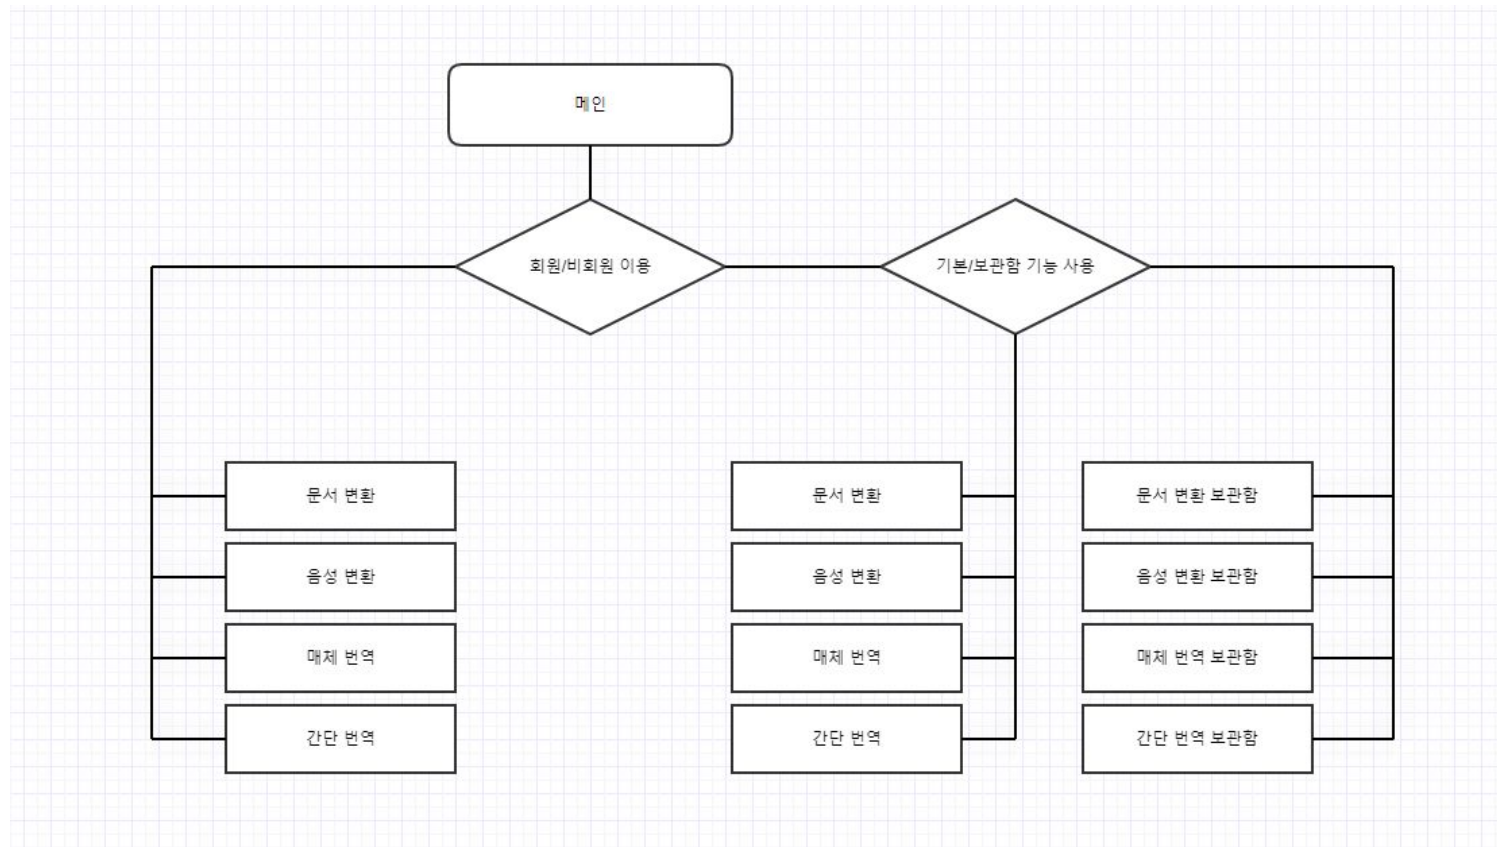 메인
회원/비회원 이용
기본/보관함 기능 사용
문서 변환
음성 변환
매체 번역
간단 번역
문서 변환
음성 변환
매체 번역
간단 번역
문서 변환 보관함
음성 변환 보관함
매체 번역 보관함
간단 번역 보관함